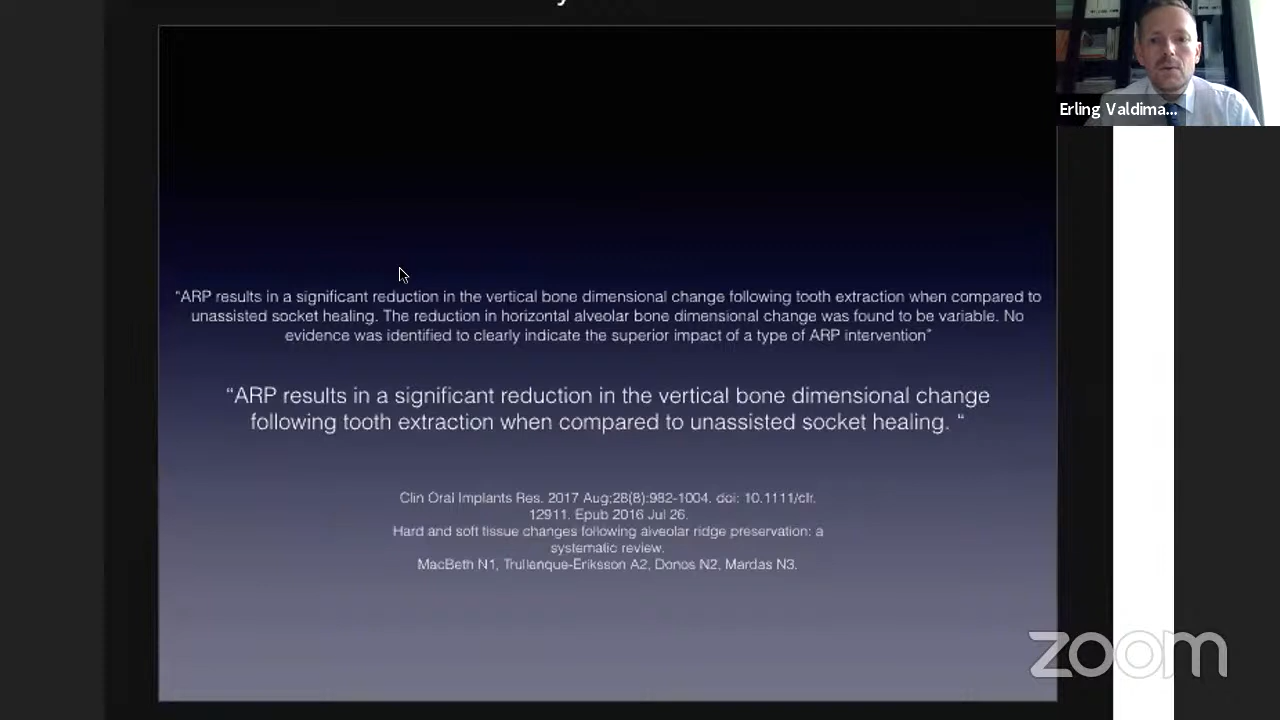 Erling Valdima...
“ARP results in a significant reduction in the vertical bone dimensional change following tooth extraction when compared to
unassisted socket healing. The reduction in horizontal alveolar bone dimensional change was found to be variable. No
evidence was identified to clearly indicate the superior impact of a type of ARP intervention”
“ARP results in a significant reduction in the vertical bone dimensional change
following tooth extraction when compared to unassisted socket healing. “
Clin Oral Implants Res. 2017 Aug;28(8):982-1004. doi: 10.1111/clr.
12911. Epub 2016 Jul 26.
Hard and soft tissue changes following alveolar ridge preservation: a
systematic review.
MacBeth N1, Trullenque-Eriksson A2, Donos N2, Mardas N3.
zoom